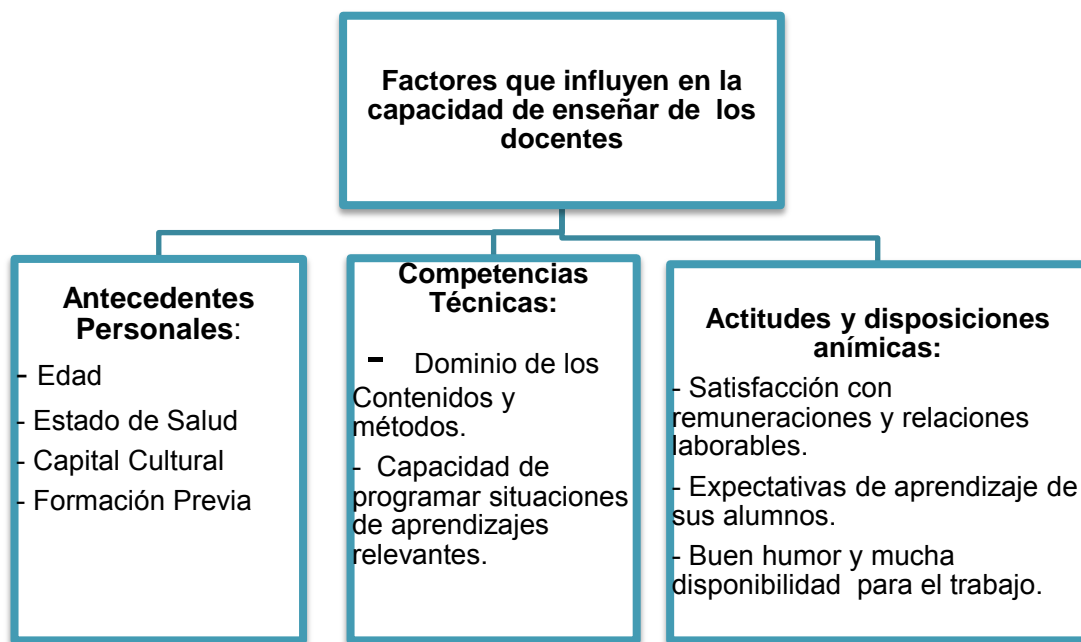 Factores que influyen en la
capacidad de enseñar de  los
docentes
Antecedentes
Personales:
- Edad
- Estado de Salud
- Capital Cultural
- Formación Previa
Competencias
Técnicas:
-  Dominio de los
Contenidos y
métodos.
-  Capacidad de
programar situaciones
de aprendizajes
relevantes.
Actitudes y disposiciones
anímicas:
- Satisfacción con
remuneraciones y relaciones
laborables.
- Expectativas de aprendizaje de
sus alumnos.
- Buen humor y mucha
disponibilidad  para el trabajo.